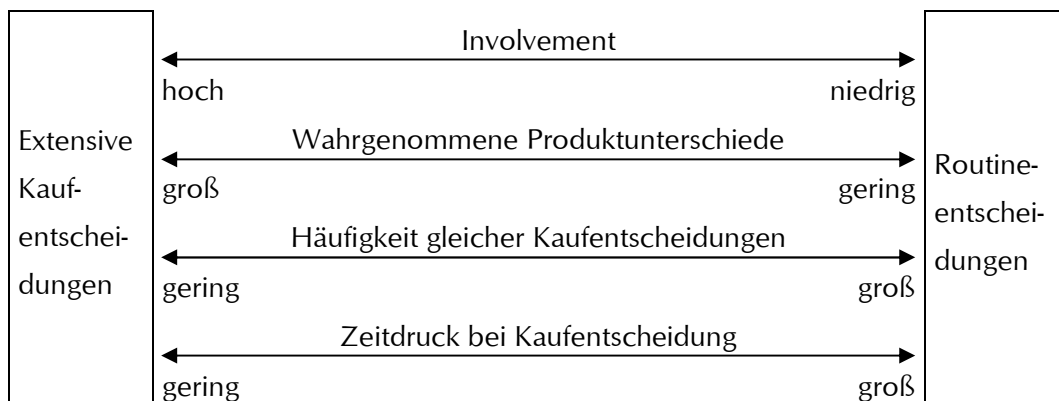 Involvement
hoch niedrig
Extensive
Kauf-
entschei-
dungen
Wahrgenommene Produktunterschiede
groß gering
Routine-
entschei-
dungen
Häufigkeit gleicher Kaufentscheidungen
gering groß
Zeitdruck bei Kaufentscheidung
gering groß